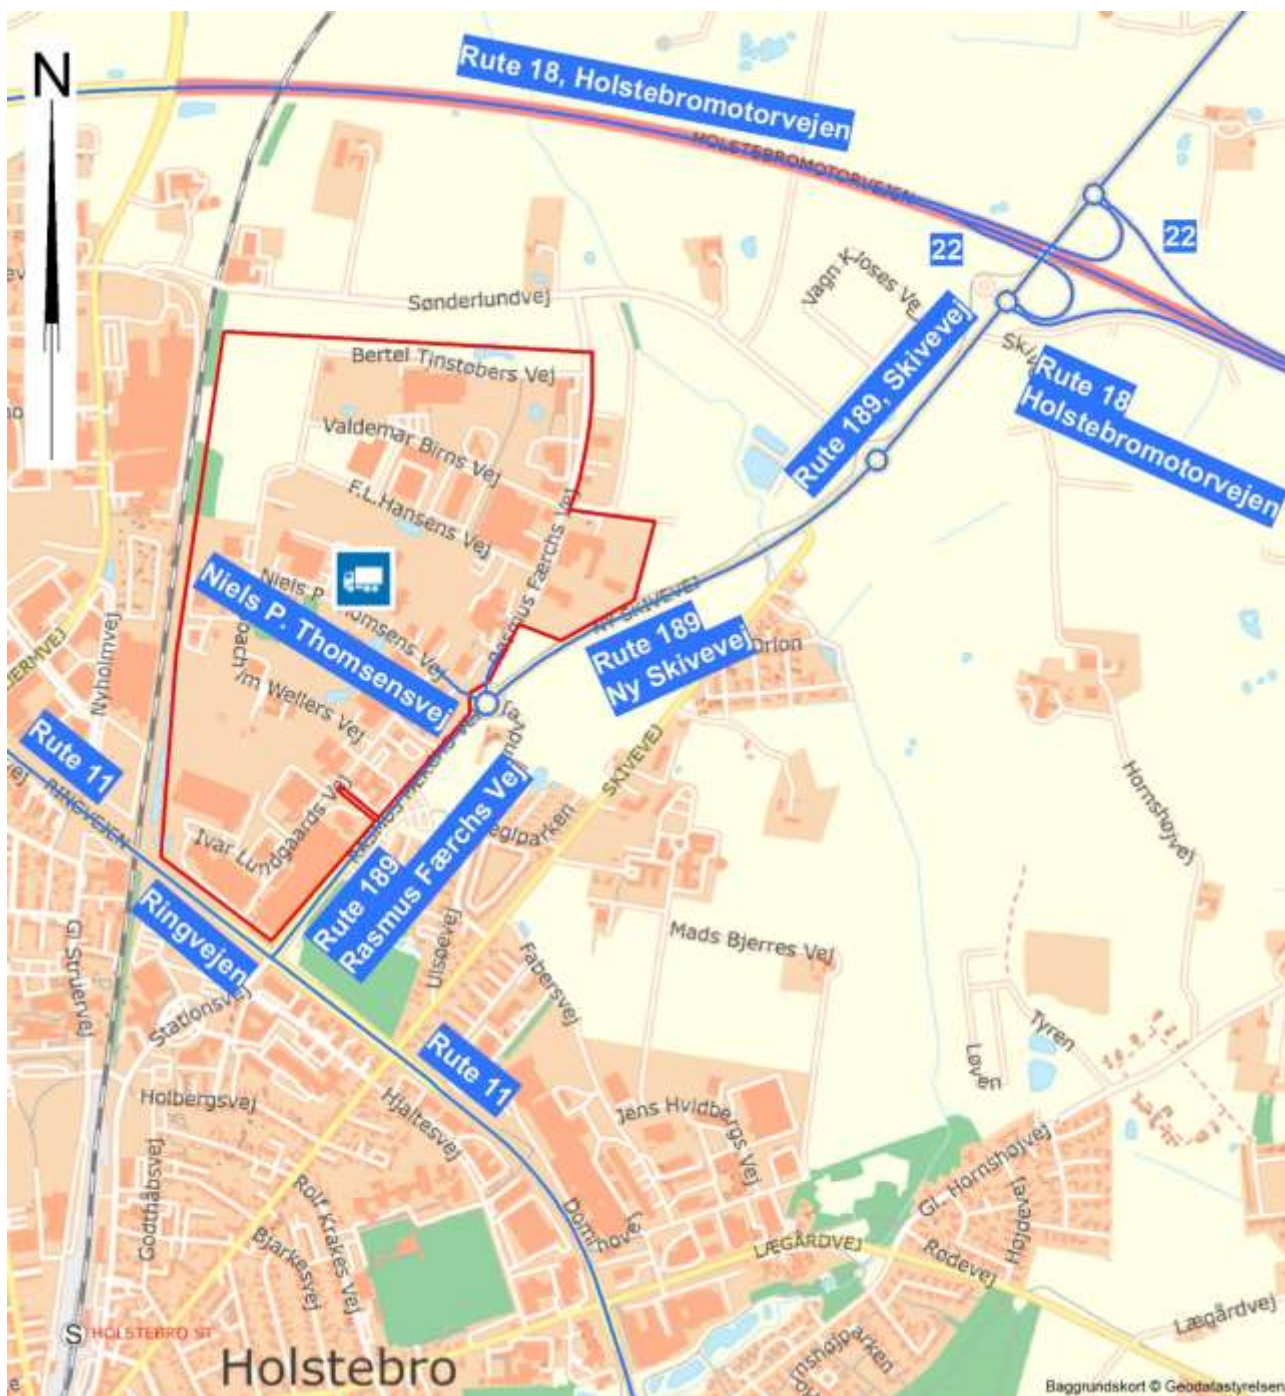 N
Rute 18, Holstebromotorvejen
HOLSTEBROMOTORVEJEN
22
22
Vagn Kloses Vej
Sønderlundvej
Rute 189, Skivevej
Rute 18
Holstebromotorvejen
Bertel Tinstøbers Vej
Valdemar Birns Vej
F.L.Hansens Vej
Rasmus Færchs Vej
Niels P. Thomsens Vej
Niels P. Thomsensvej
NY SKIVEVEJ
Rute 189
Ny Skivevej
Orion
Nyholmvej
Rute 11
RINGVEJEN
SKIVEVEJ
Hornshøjvej
Ivar Lundgaards Vej
Rute 189
Rasmus Færchs Vej
Ringvejen
Gl Struervej
Stationsvej
Ulsøevej
Fabersvej
Mads Bjerres Vej
Tyren
Løven
Rute 11
Holbergsvej
Hjaltesvej
Jens Hvidbergs Vej
Godthåbsvej
Rolf Krakes Vej
Bjarkesvej
Gl. Hornshøjvej
Højdevej
Rødevej
LÆGÅRDVEJ
Lægårdvej
S HOLSTEBRO ST
Holstebro
Baggrundskort © Geodatastyrelsen